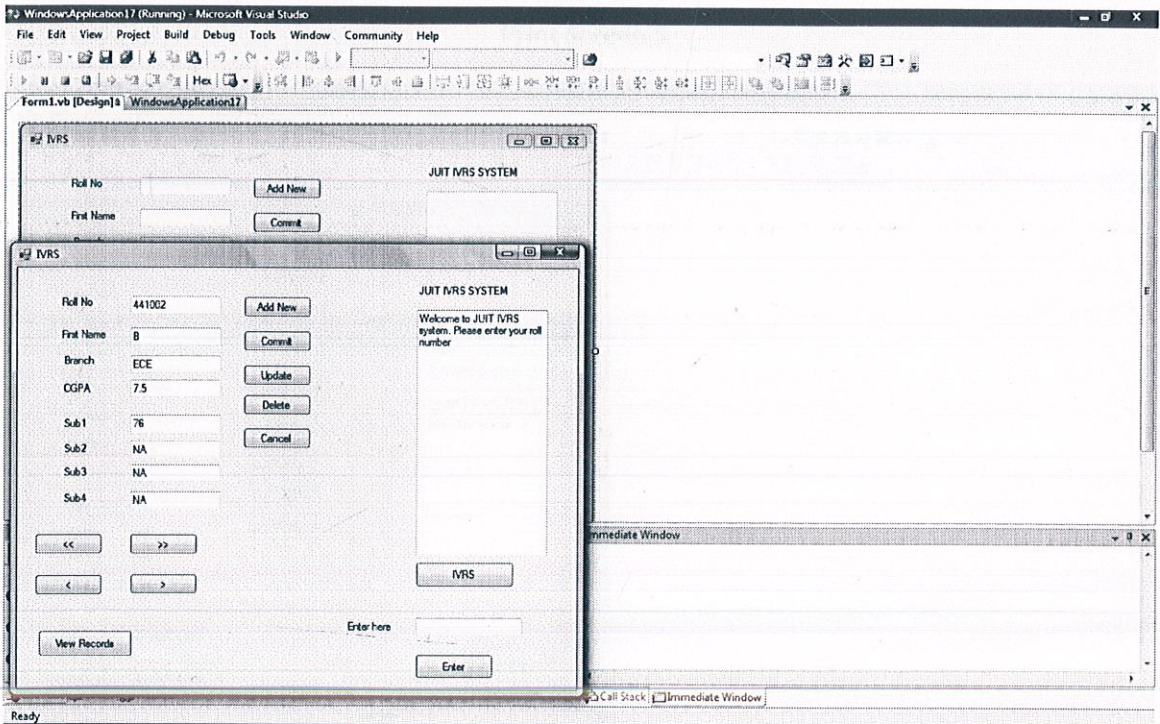 WindowsApplication17 (Running) - Microsoft Visual Studio
File Edit View Project Build Debug Tools Window Community Help
Hex
Form1.vb [Design] WindowsApplication17
IVRS
JUIT IVRS SYSTEM
Roll No
Add New
First Name
Commit
IVRS
JUIT IVRS SYSTEM
Roll No 441002 Add New
Welcome to JUIT IVRS
system. Please enter your roll
number
First Name B Commit
Branch ECE
Update
CGPA 7.5
Delete
Sub1 76
Cancel
Sub2 NA
Sub3 NA
Sub4 NA
<< >>
mmediate Window
IVRS
< >
Enter here
View Records
Enter
Call Stack Immediate Window
Ready